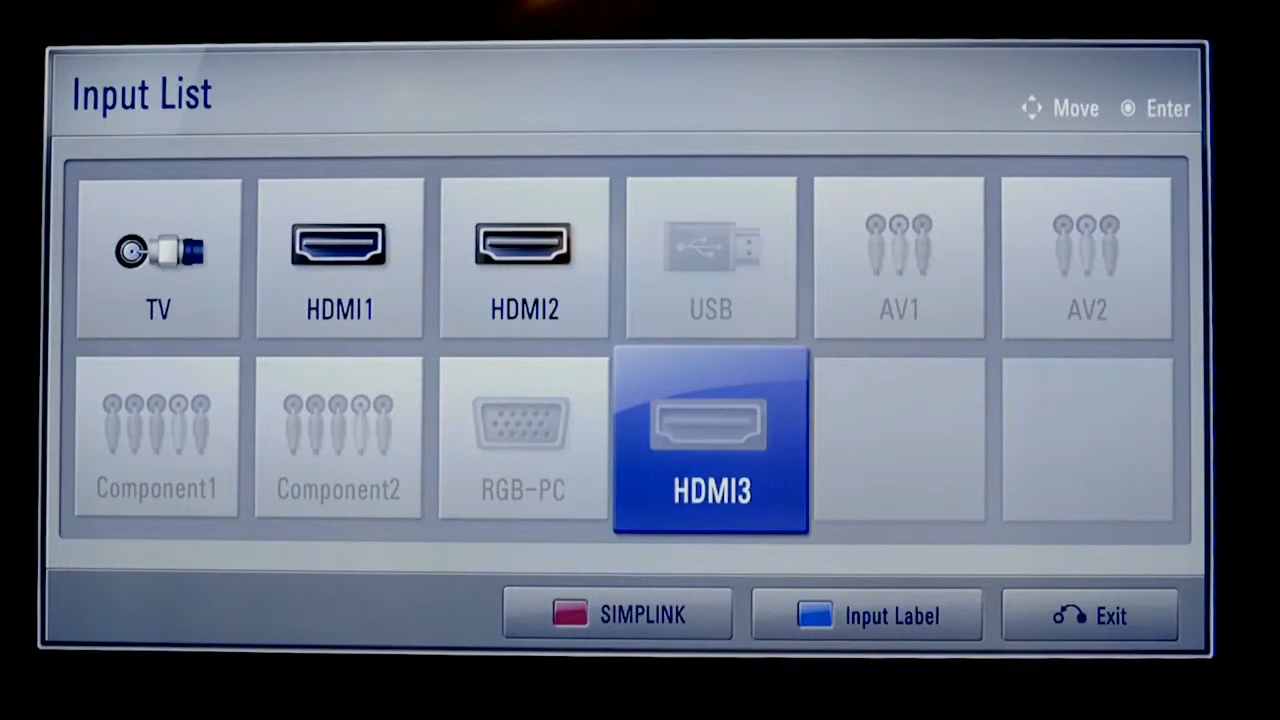 Input List
Move
Enter
TV
HDMI1
HDMI2
USB
AV1
AV2
Component1
Component2
RGB-PC
HDMI3
SIMPLINK
Input Label
Exit